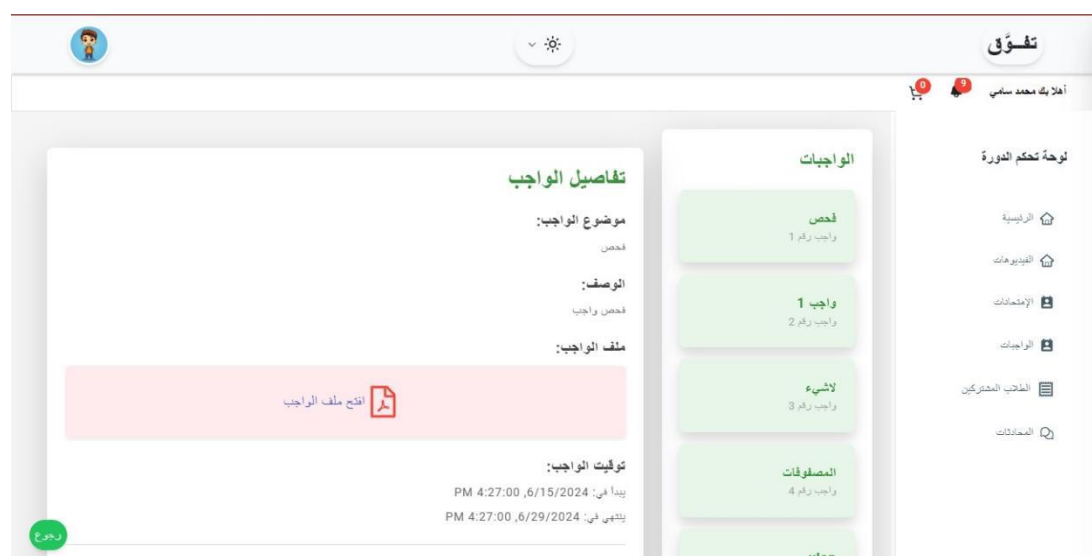 تفــوَّق
أهلا بك محمد سامي
9
0
لوحة تحكم الدورة
الرئيسية
الفيديوهات
الإمتحانات
الواجبات
الطلاب المشتركين
المحادثات
الواجبات
فحص
واجب رقم 1
واجب 1
واجب رقم 2
لاشيء
واجب رقم 3
المصفوفات
واجب رقم 4
تفاصيل الواجب
موضوع الواجب:
فحص
الوصف:
فحص واجب
ملف الواجب:
افتح ملف الواجب
توقيت الواجب:
يبدأ في: 6/15/2024, 4:27:00 PM
ينتهي في: 6/29/2024, 4:27:00 PM
رجوع